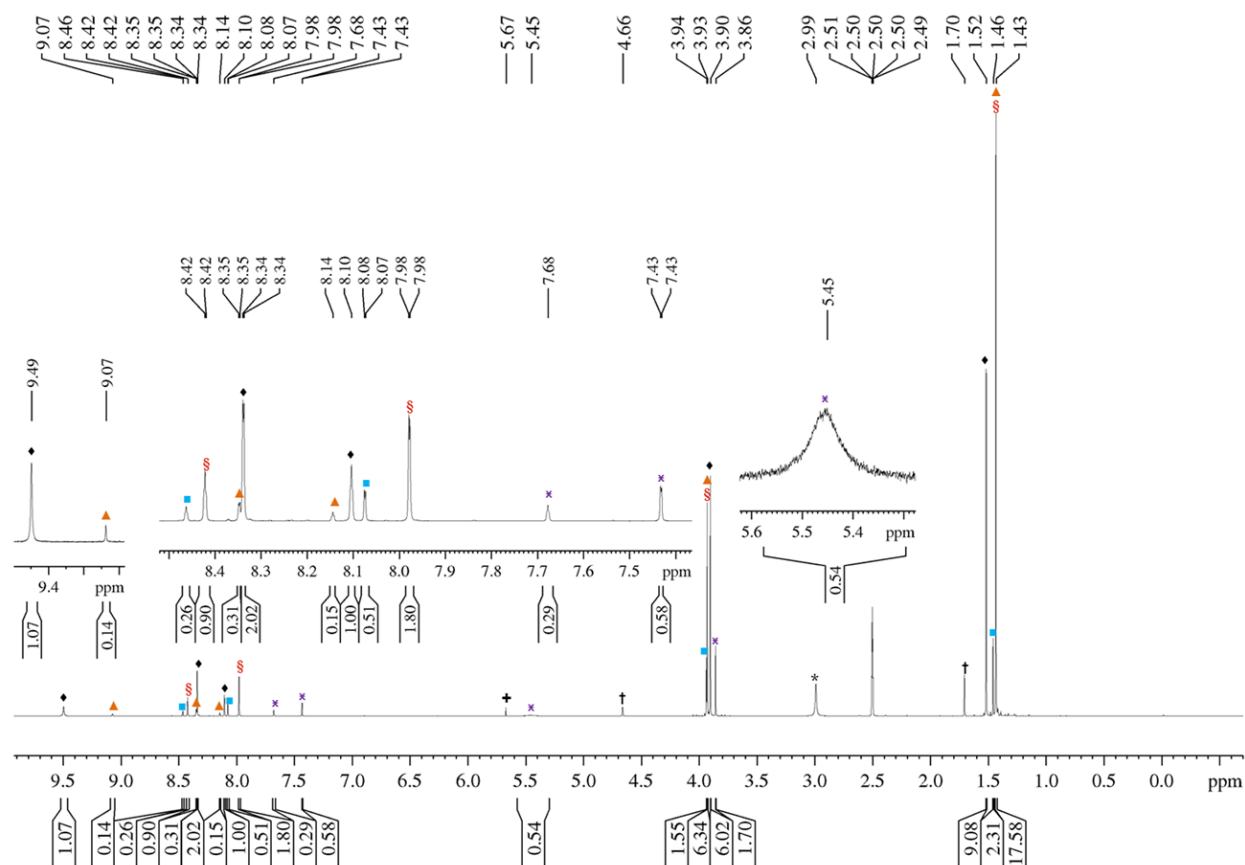 9.07 8.46 8.42 8.42 8.35 8.35 8.34 8.34 8.14 8.10 8.08 8.07 7.98 7.98 7.68 7.43 7.43 5.67 5.45 4.66 3.94 3.93 3.90 3.86 2.99 2.51 2.50 2.50 2.50 2.49 1.70 1.52 1.46 1.43
▲
§
8.42 8.42 8.35 8.35 8.34 8.34 8.14 8.10 8.08 8.07 7.98 7.98 7.68 7.43 7.43
5.45
9.49 9.07
♦
♦ ▲
■ § ▲ ♦ ▲ ♦ ■ § × ×
×
▲ ♦
§
9.4 ppm
8.4 8.3 8.2 8.1 8.0 7.9 7.8 7.7 7.6 7.5 ppm
5.6 5.5 5.4 ppm
1.07 0.14
0.26 0.90 0.31 2.02 0.15 1.00 0.51 1.80 0.29 0.58
0.54
♦ ▲ ■ § ▲ ♦ ▲ ♦ ■ § × × + × † ■ × * † ■
9.5 9.0 8.5 8.0 7.5 7.0 6.5 6.0 5.5 5.0 4.5 4.0 3.5 3.0 2.5 2.0 1.5 1.0 0.0 ppm
1.07 0.14 0.26 0.90 0.31 2.02 0.15 1.00 0.51 1.80 0.29 0.58 0.54 1.55 6.34 6.02 1.70 9.08 2.31 17.58